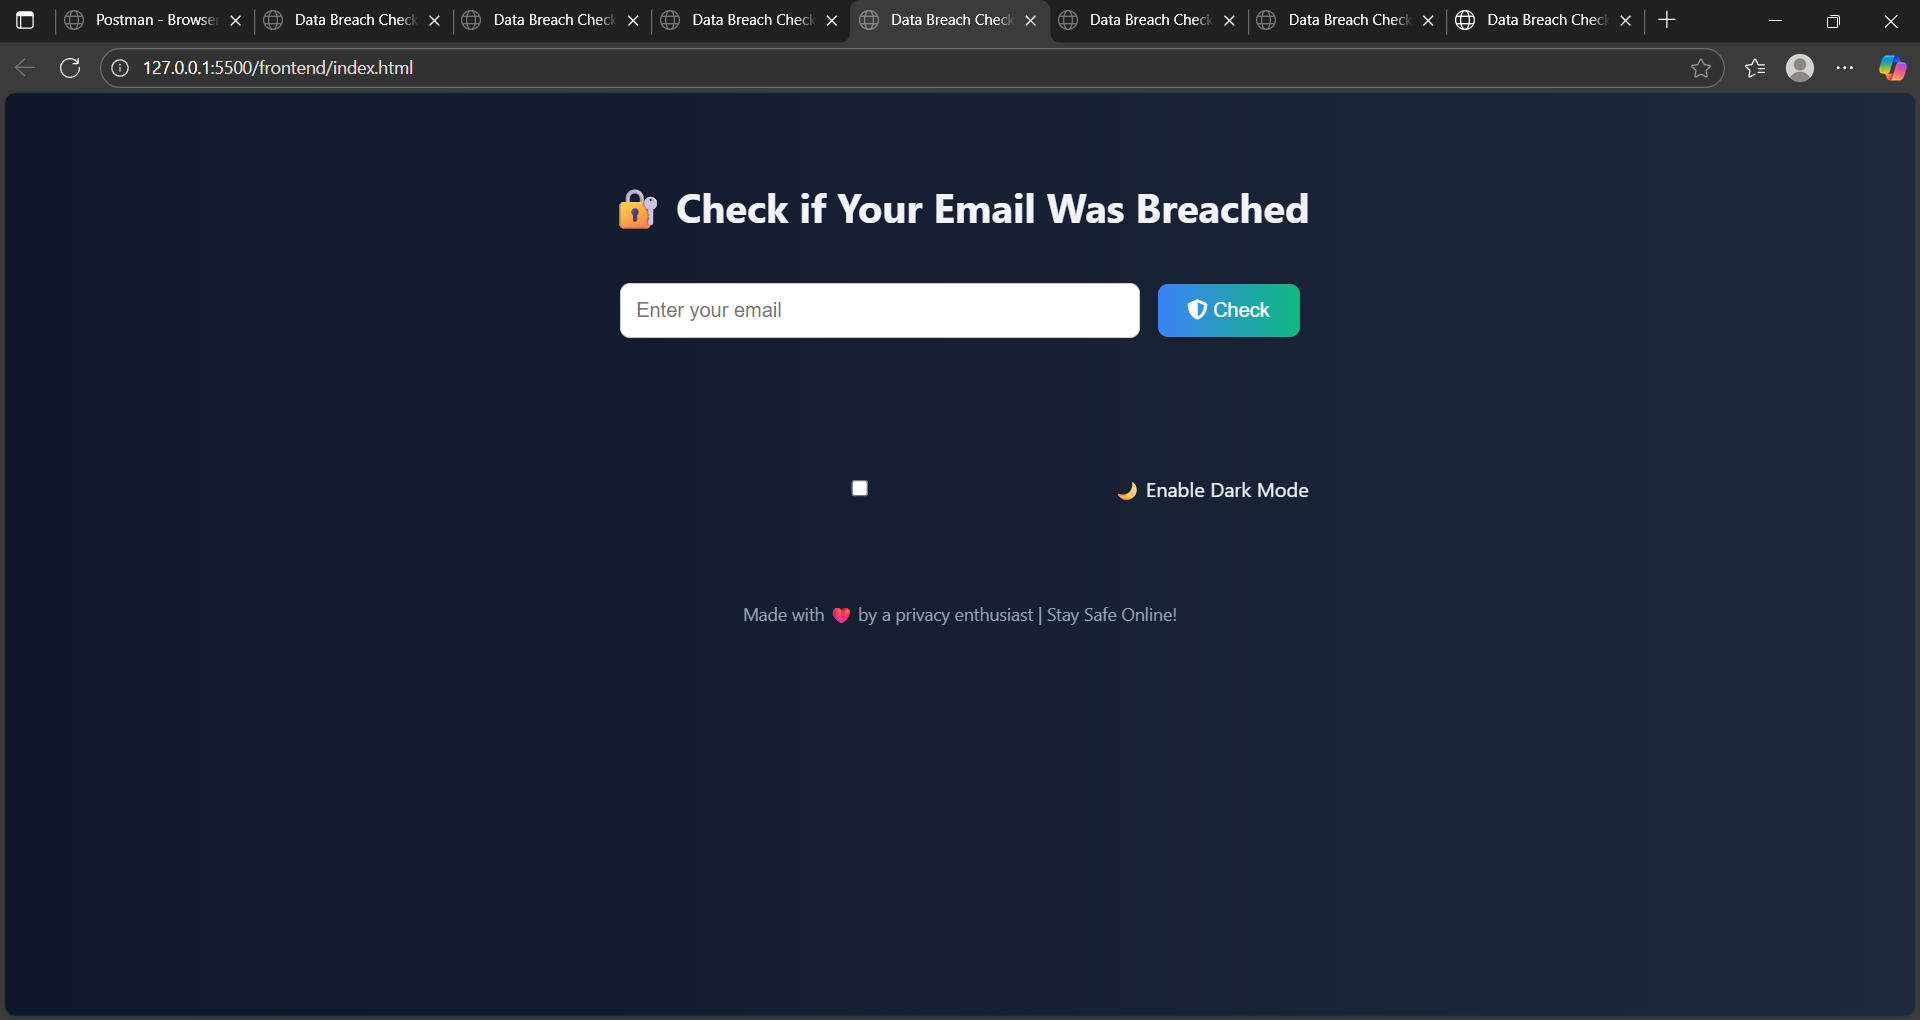 Postman - Browser
Data Breach Check
Data Breach Check
Data Breach Check
Data Breach Check
Data Breach Check
Data Breach Check
Data Breach Check
127.0.0.1:5500/frontend/index.html
🔐 Check if Your Email Was Breached
Enter your email
Check
🌙 Enable Dark Mode
Made with ❤️ by a privacy enthusiast | Stay Safe Online!